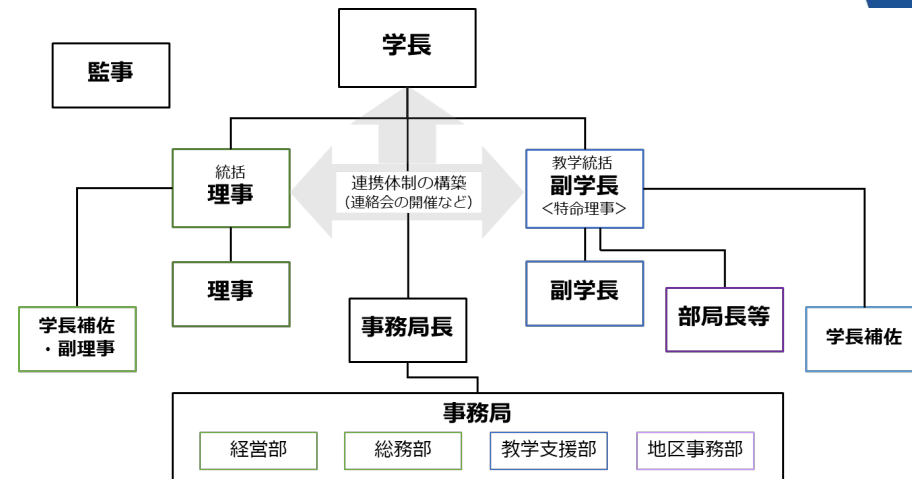 学長
監事
統括
理事
連携体制の構築
(連絡会の開催など)
教学統括
副学長
<特命理事>
理事
副学長
事務局長
部局長等
学長補佐
・副理事
学長補佐
事務局
経営部
総務部
教学支援部
地区事務部